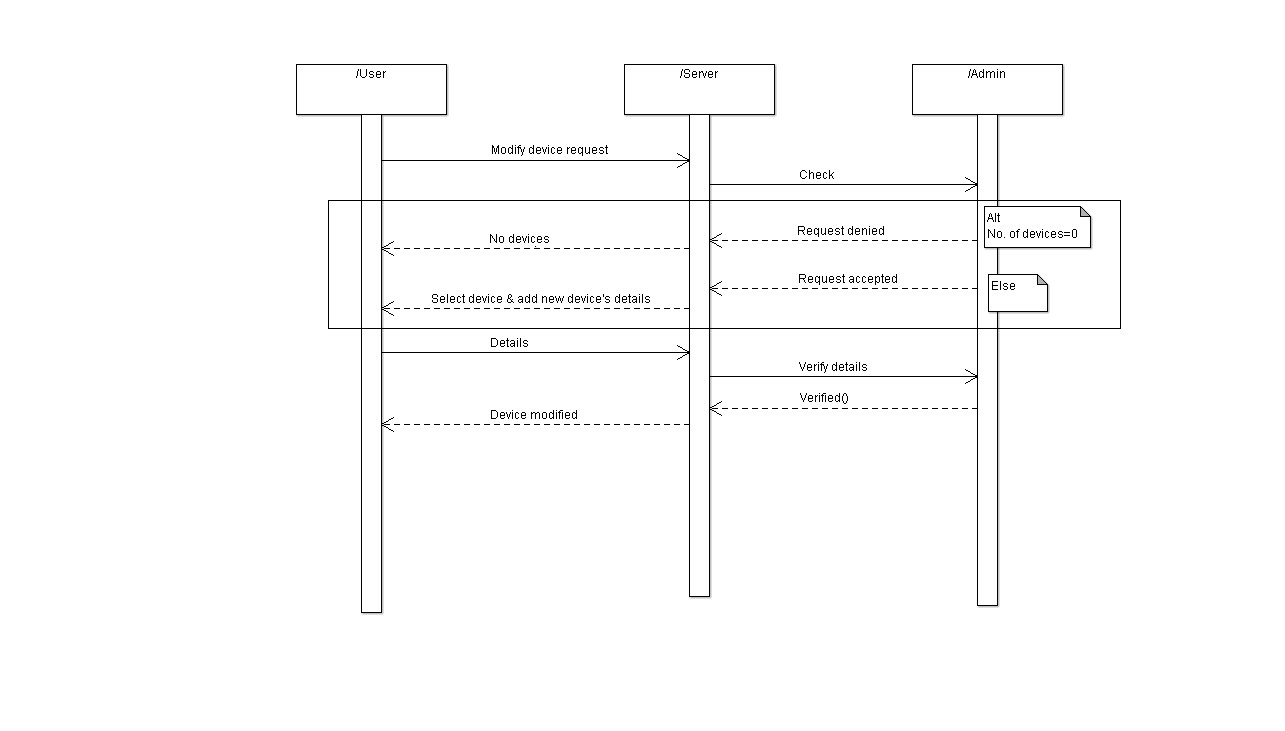 /User
/Server
/Admin
Modify device request
Check
Alt
No. of devices=0
Request denied
No devices
Request accepted
Else
Select device & add new device's details
Details
Verify details
Verified()
Device modified